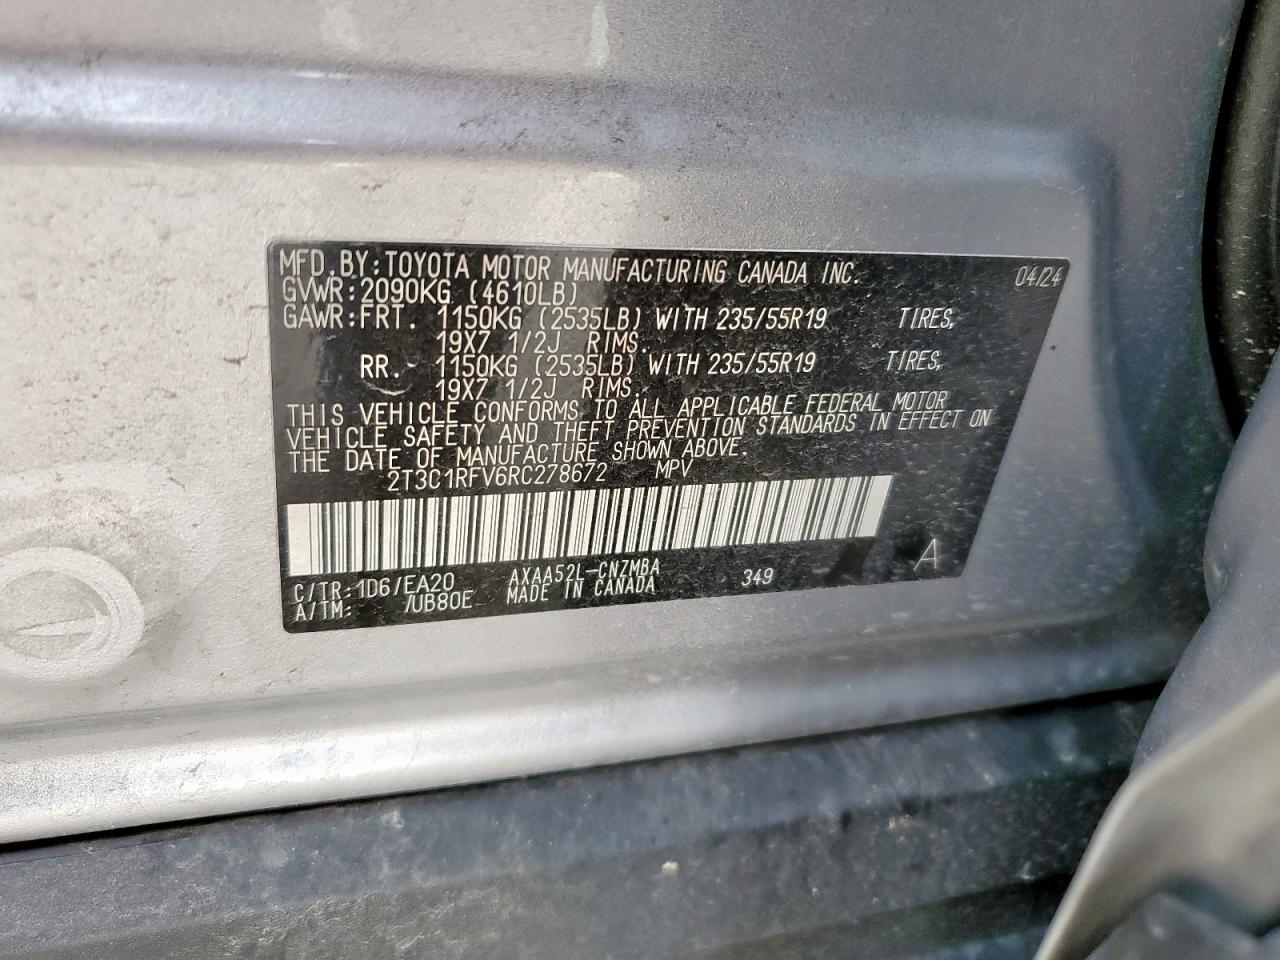 MFD.BY:TOYOTA MOTOR MANUFACTURING CANADA INC. 04/24
GVWR:2090KG (4610LB)
GAWR:FRT. 1150KG (2535LB) WITH 235/55R19 TIRES,
19X7 1/2J RIMS.
RR. 1150KG (2535LB) WITH 235/55R19 TIRES,
19X7 1/2J RIMS.
THIS VEHICLE CONFORMS TO ALL APPLICABLE FEDERAL MOTOR
VEHICLE SAFETY AND THEFT PREVENTION STANDARDS IN EFFECT ON
THE DATE OF MANUFACTURE SHOWN ABOVE.
2T3C1RFV6RC278672 MPV
C/TR:1D6/EA20 AXAA52L-CNZMBA 349 A
A/TM: /UB80E MADE IN CANADA